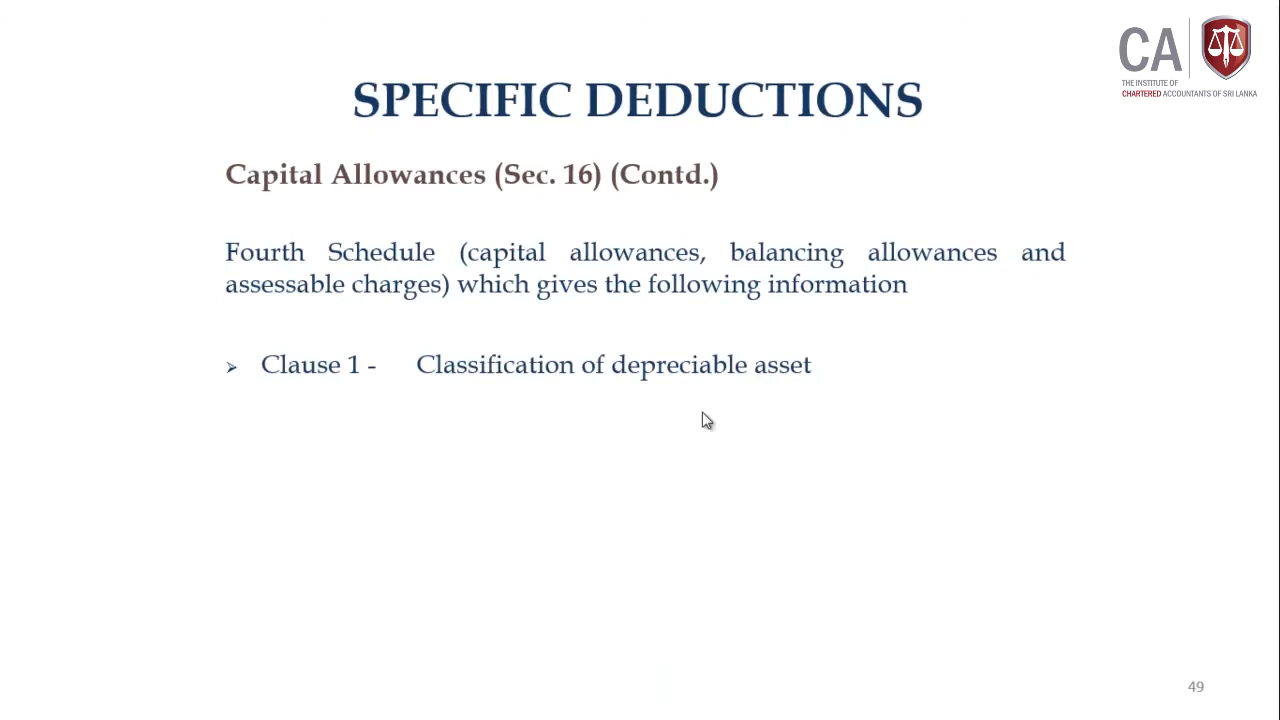 CA
THE INSTITUTE OF
CHARTERED ACCOUNTANTS OF SRI LANKA
SPECIFIC DEDUCTIONS
Capital Allowances (Sec. 16) (Contd.)
Fourth Schedule (capital allowances, balancing allowances and
assessable charges) which gives the following information
➢ Clause 1 - Classification of depreciable asset
49